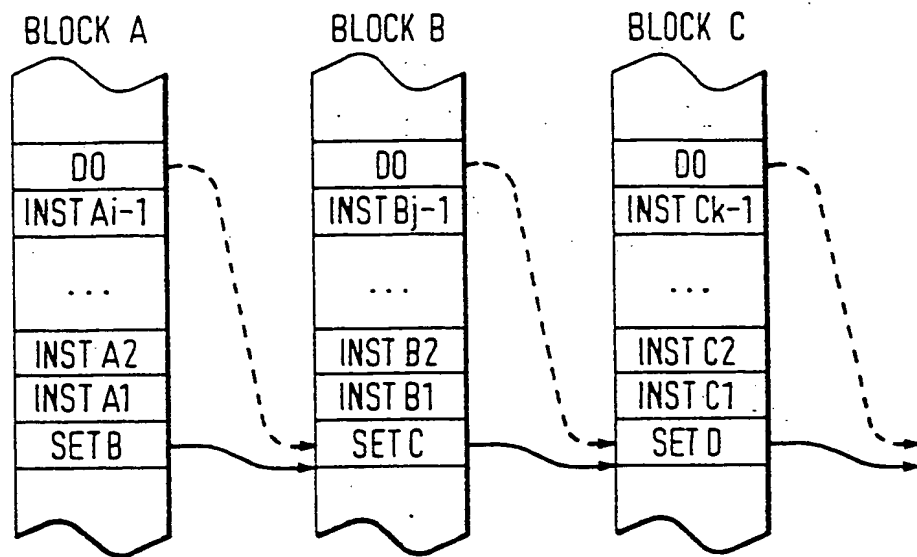 BLOCK A
DO
INST Ai-1
...
INST A2
INST A1
SET B
BLOCK B
DO
INST Bj-1
...
INST B2
INST B1
SET C
BLOCK C
DO
INST Ck-1
...
INST C2
INST C1
SET D